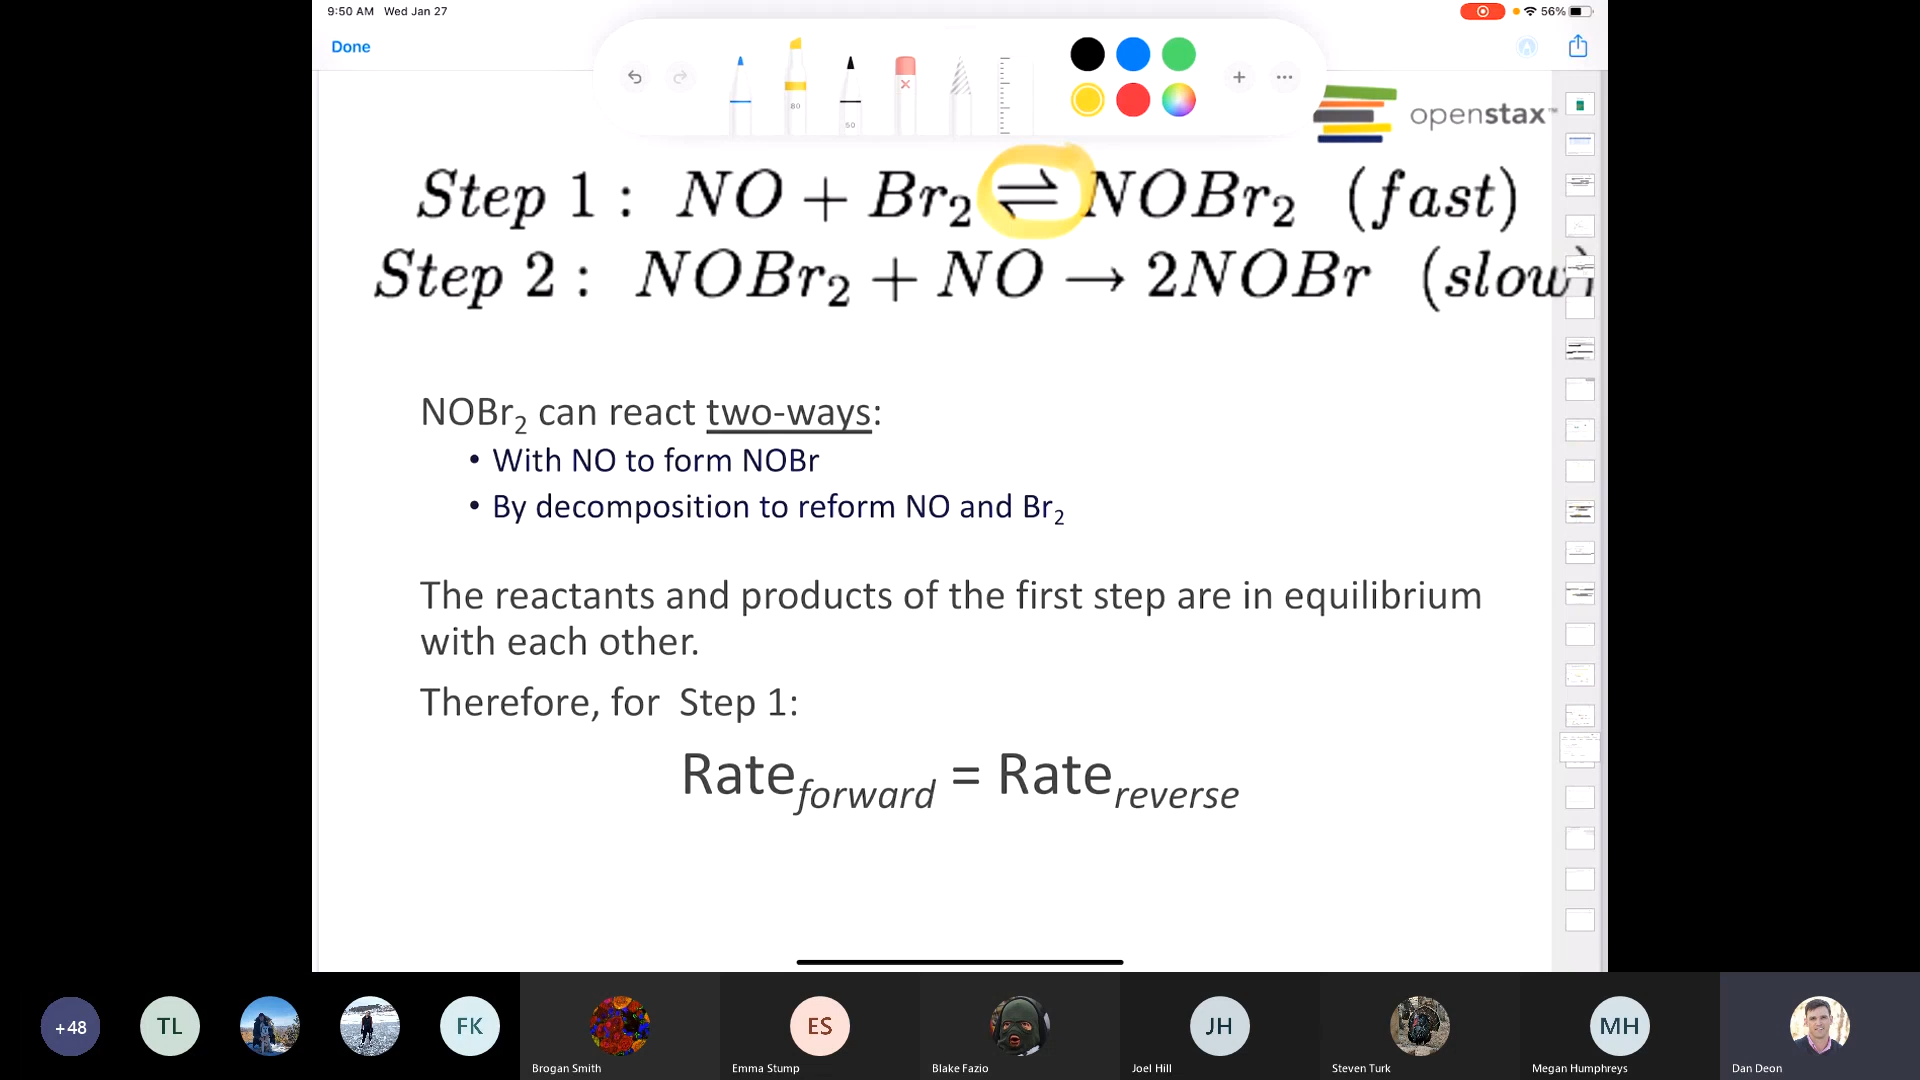 9:50 AM Wed Jan 27
56%
Done
80
50
openstax™
Step 1 : NO + Br₂ ⇌ NOBr₂ (fast)
Step 2 : NOBr₂ + NO → 2NOBr (slow)
NOBr₂ can react two-ways:
• With NO to form NOBr
• By decomposition to reform NO and Br₂
The reactants and products of the first step are in equilibrium
with each other.
Therefore, for Step 1:
Rate forward = Rate reverse
+48
TL
FK
ES
JH
MH
Brogan Smith
Emma Stump
Blake Fazio
Joel Hill
Steven Turk
Megan Humphreys
Dan Deon